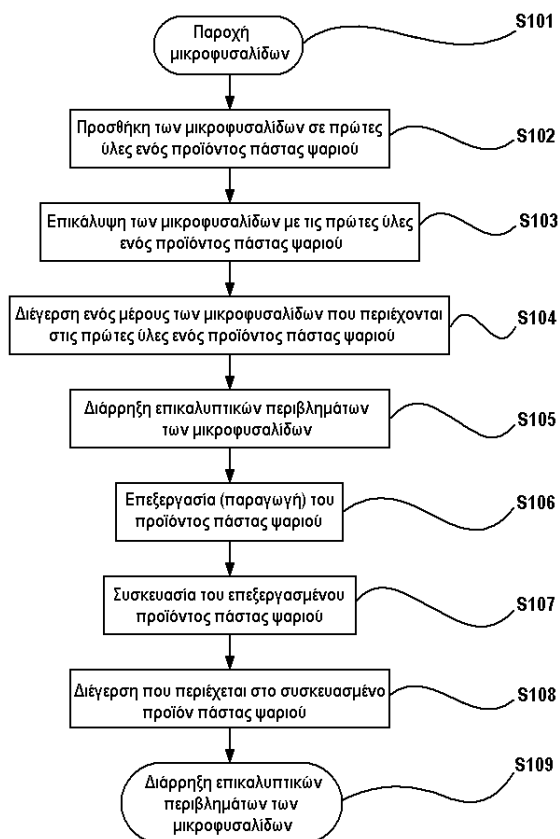 Παροχή
μικροφυσαλίδων
S101
Προσθήκη των μικροφυσαλίδων σε πρώτες
ύλες ενός προϊόντος πάστας ψαριού
S102
Επικάλυψη των μικροφυσαλίδων με τις πρώτες ύλες
ενός προϊόντος πάστας ψαριού
S103
Διέγερση ενός μέρους των μικροφυσαλίδων που περιέχονται
στις πρώτες ύλες ενός προϊόντος πάστας ψαριού
S104
Διάρρηξη επικαλυπτικών περιβλημάτων
των μικροφυσαλίδων
S105
Επεξεργασία (παραγωγή) του
προϊόντος πάστας ψαριού
S106
Συσκευασία του επεξεργασμένου
προϊόντος πάστας ψαριού
S107
Διέγερση που περιέχεται στο συσκευασμένο
προϊόν πάστας ψαριού
S108
Διάρρηξη επικαλυπτικών
περιβλημάτων των
μικροφυσαλίδων
S109